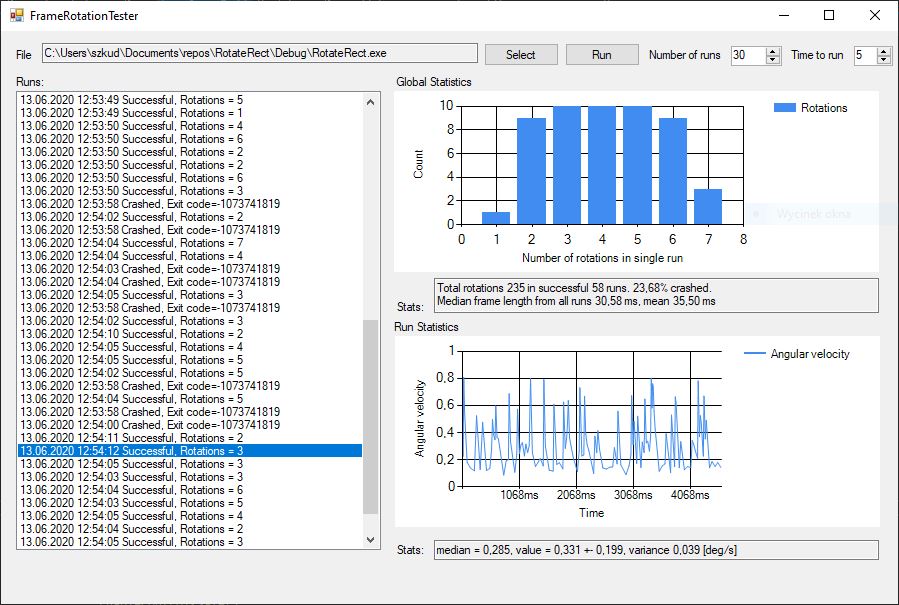 FrameRotationTester
File C:\Users\szkud\Documents\repos\RotateRect\Debug\RotateRect.exe Select Run Number of runs 30 Time to run 5
Runs:
13.06.2020 12:53:49 Successful, Rotations = 5
13.06.2020 12:53:49 Successful, Rotations = 1
13.06.2020 12:53:50 Successful, Rotations = 4
13.06.2020 12:53:50 Successful, Rotations = 6
13.06.2020 12:53:50 Successful, Rotations = 2
13.06.2020 12:53:50 Successful, Rotations = 2
13.06.2020 12:53:50 Successful, Rotations = 6
13.06.2020 12:53:50 Successful, Rotations = 3
13.06.2020 12:53:58 Crashed, Exit code=-1073741819
13.06.2020 12:54:02 Successful, Rotations = 2
13.06.2020 12:53:58 Crashed, Exit code=-1073741819
13.06.2020 12:54:04 Successful, Rotations = 7
13.06.2020 12:54:04 Successful, Rotations = 4
13.06.2020 12:54:03 Crashed, Exit code=-1073741819
13.06.2020 12:54:04 Crashed, Exit code=-1073741819
13.06.2020 12:54:05 Successful, Rotations = 3
13.06.2020 12:53:58 Crashed, Exit code=-1073741819
13.06.2020 12:54:02 Successful, Rotations = 3
13.06.2020 12:54:10 Successful, Rotations = 2
13.06.2020 12:54:05 Successful, Rotations = 4
13.06.2020 12:54:05 Successful, Rotations = 5
13.06.2020 12:54:02 Successful, Rotations = 5
13.06.2020 12:53:58 Crashed, Exit code=-1073741819
13.06.2020 12:54:04 Successful, Rotations = 5
13.06.2020 12:53:58 Crashed, Exit code=-1073741819
13.06.2020 12:54:00 Crashed, Exit code=-1073741819
13.06.2020 12:54:11 Successful, Rotations = 2
13.06.2020 12:54:12 Successful, Rotations = 3
13.06.2020 12:54:05 Successful, Rotations = 3
13.06.2020 12:54:03 Successful, Rotations = 3
13.06.2020 12:54:04 Successful, Rotations = 6
13.06.2020 12:54:03 Successful, Rotations = 5
13.06.2020 12:54:05 Successful, Rotations = 4
13.06.2020 12:54:04 Successful, Rotations = 2
13.06.2020 12:54:05 Successful, Rotations = 3
Global Statistics
Rotations
Count
10
8
6
4
2
0
0 1 2 3 4 5 6 7 8
Number of rotations in single run
Wycinek okna
Stats:
Total rotations 235 in successful 58 runs. 23,68% crashed.
Median frame length from all runs 30,58 ms, mean 35,50 ms
Run Statistics
Angular velocity
Angular velocity
1
0.8
0.6
0.4
0.2
0
1068ms 2068ms 3068ms 4068ms
Time
Stats: median = 0,285, value = 0,331 +- 0,199, variance 0,039 [deg/s]